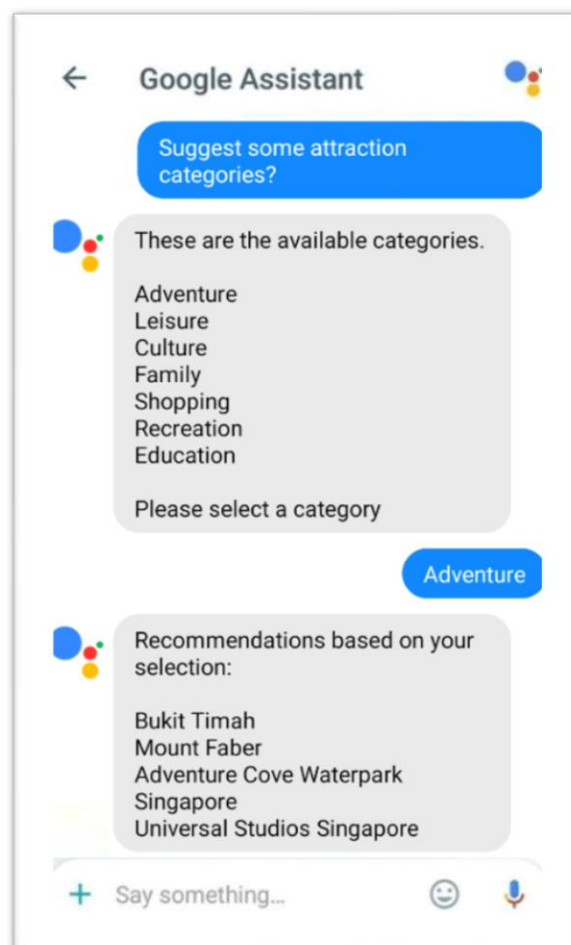 Google Assistant
Suggest some attraction
categories?
These are the available categories.
Adventure
Leisure
Culture
Family
Shopping
Recreation
Education
Please select a category
Adventure
Recommendations based on your
selection:
Bukit Timah
Mount Faber
Adventure Cove Waterpark
Singapore
Universal Studios Singapore
Say something...